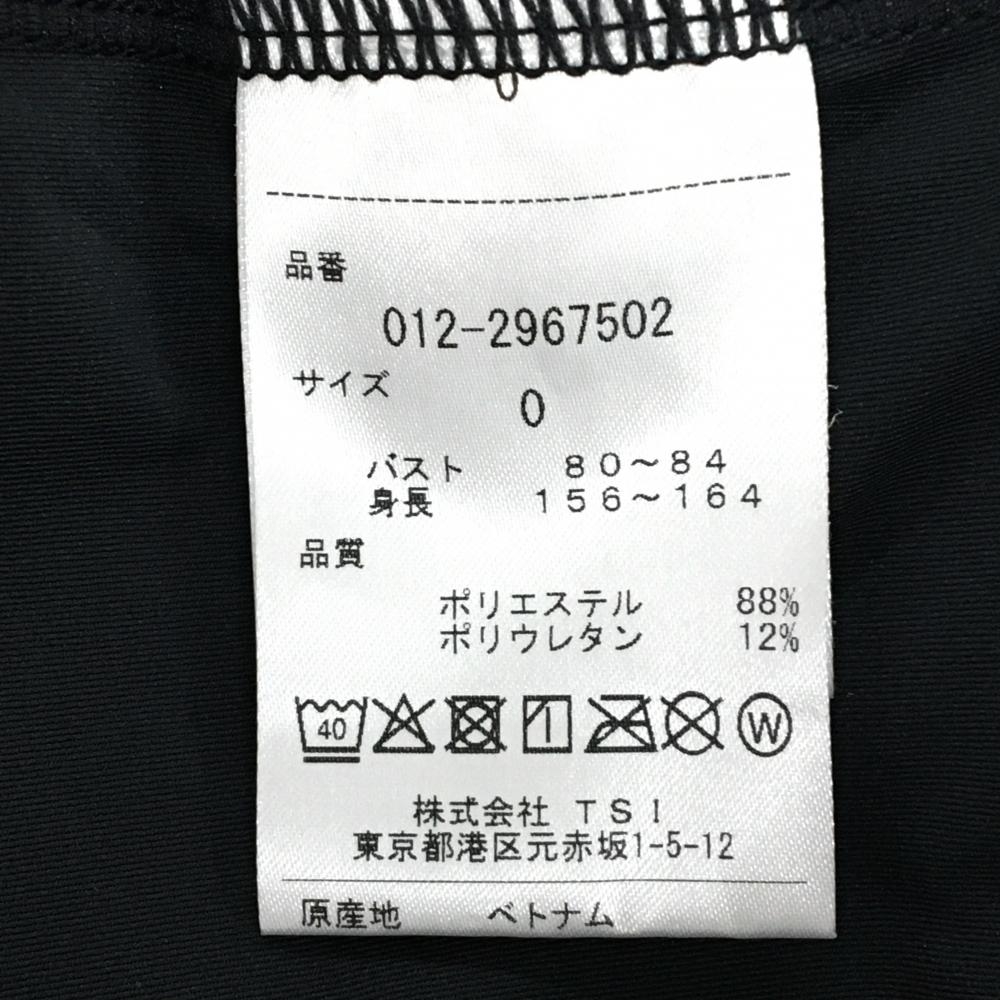 0
品番
012-2967502
サイズ
0
バスト 80~84
身長 156~164
品質
ポリエステル 88%
ポリウレタン 12%
40 W
株式会社 TSI
東京都港区元赤坂1-5-12
原産地 ベトナム